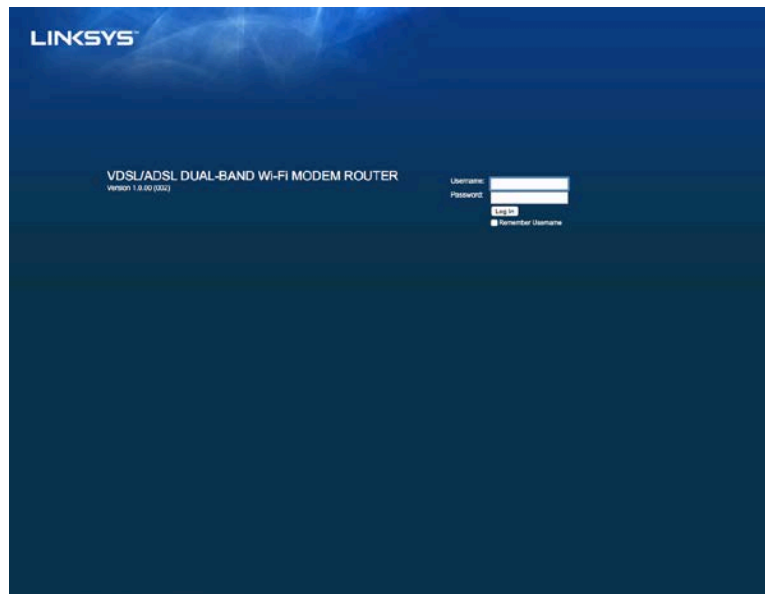 LINKSYS™
VDSL/ADSL DUAL-BAND Wi-Fi MODEM ROUTER
Version 1.0.00 (002)
Username:
Password:
Log In
Remember Username